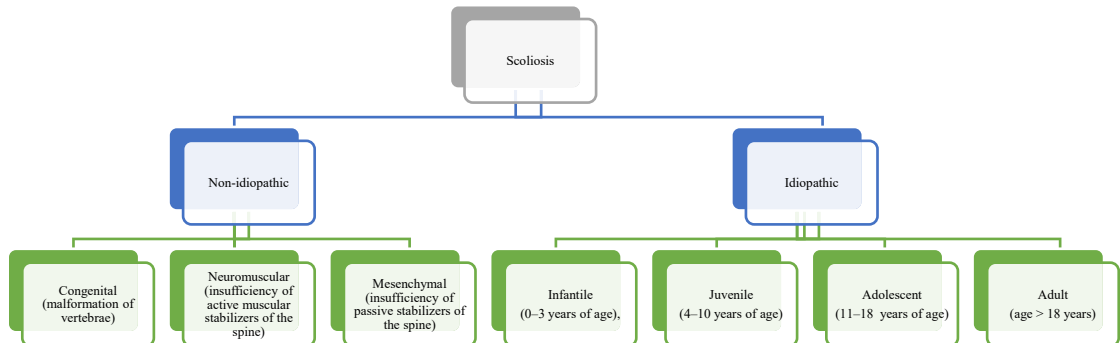 Scoliosis
Non-idiopathic
Idiopathic
Congenital
(malformation of
vertebrae)
Neuromuscular
(insufficiency of
active muscular
stabilizers of the
spine)
Mesenchymal
(insufficiency of
passive stabilizers of
the spine)
Infantile
(0–3 years of age),
Juvenile
(4–10 years of age)
Adolescent
(11–18 years of age)
Adult
(age > 18 years)